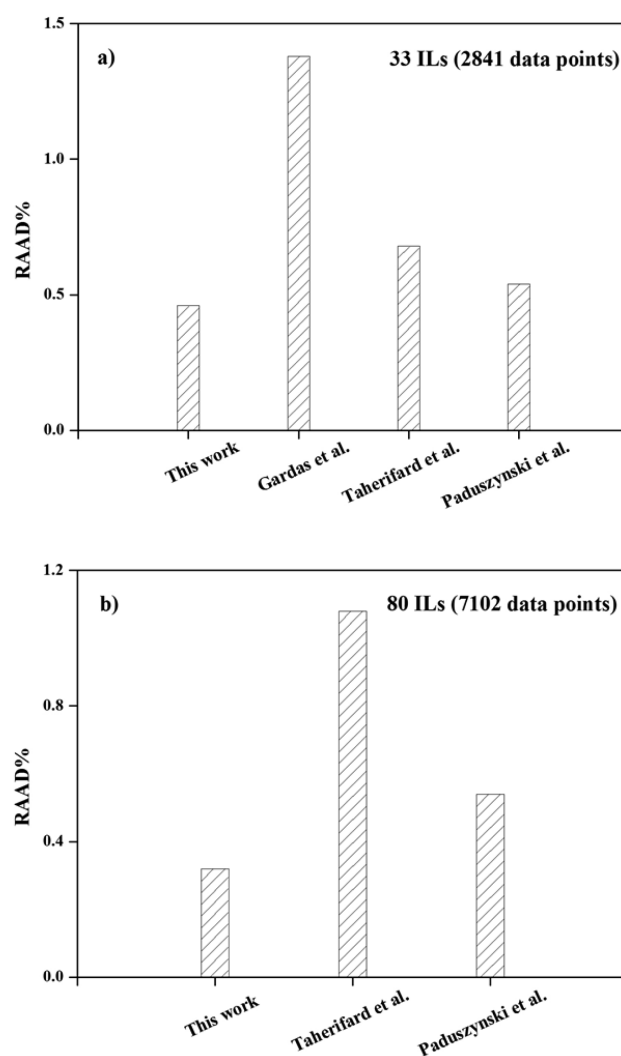 1.5
a)
33 ILs (2841 data points)
1.0
RAAD%
0.5
0.0
This work
Gardas et al.
Taherifard et al.
Paduszynski et al.
1.2
b)
80 ILs (7102 data points)
0.8
RAAD%
0.4
0.0
This work
Taherifard et al.
Paduszynski et al.